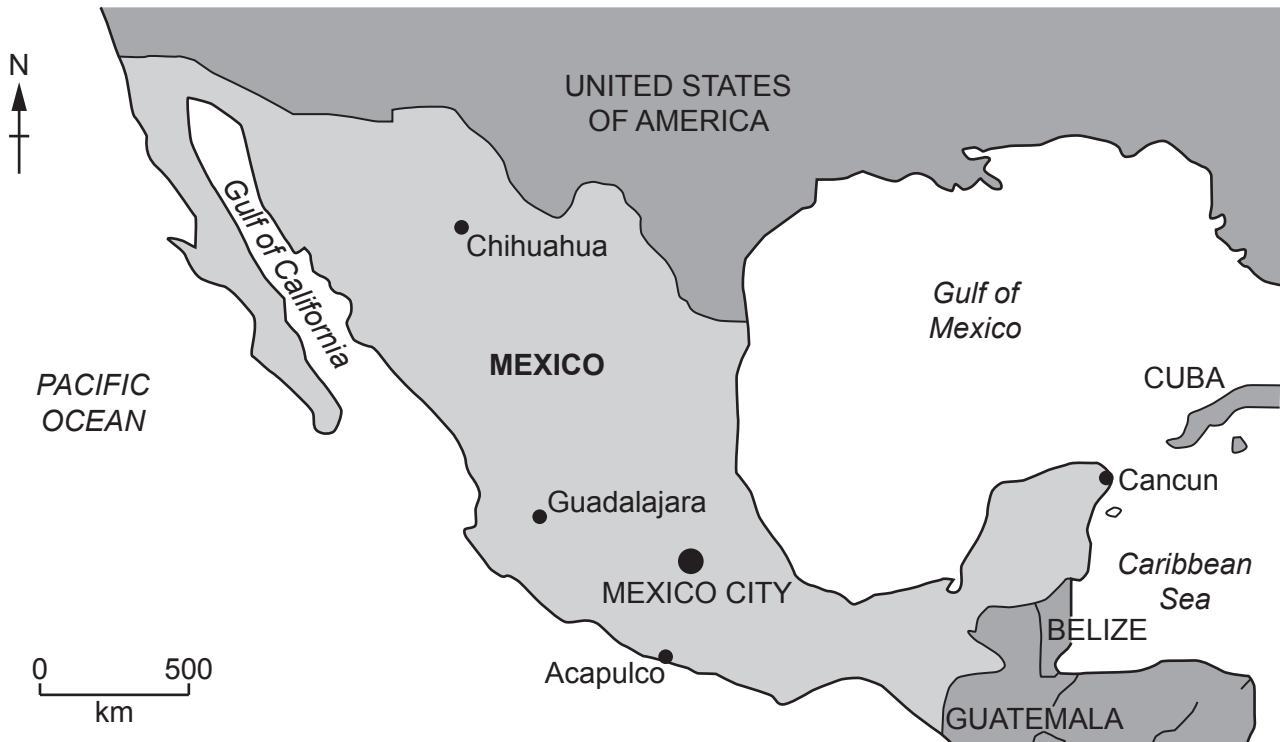 N
UNITED STATES
OF AMERICA
Gulf of California
Chihuahua
Gulf of
Mexico
MEXICO
PACIFIC
OCEAN
CUBA
Cancun
Guadalajara
MEXICO CITY
Caribbean
Sea
BELIZE
Acapulco
0 500
km
GUATEMALA